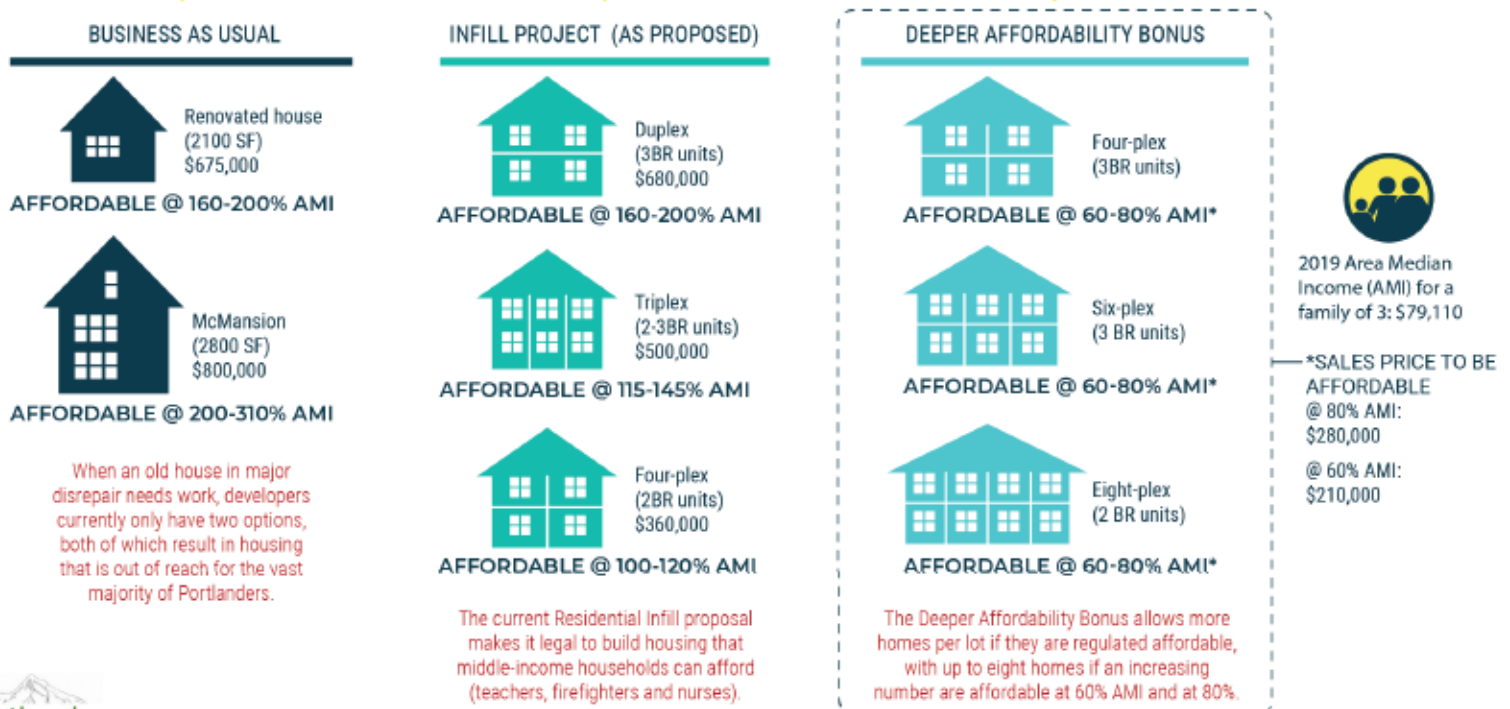 BUSINESS AS USUAL
Renovated house
(2100 SF)
$675,000
AFFORDABLE @ 160-200% AMI
McMansion
(2800 SF)
$800,000
AFFORDABLE @ 200-310% AMI
When an old house in major
disrepair needs work, developers
currently only have two options,
both of which result in housing
that is out of reach for the vast
majority of Portlanders.
INFILL PROJECT (AS PROPOSED)
Duplex
(3BR units)
$680,000
AFFORDABLE @ 160-200% AMI
Triplex
(2-3BR units)
$500,000
AFFORDABLE @ 115-145% AMI
Four-plex
(2BR units)
$360,000
AFFORDABLE @ 100-120% AMI
The current Residential Infill proposal
makes it legal to build housing that
middle-income households can afford
(teachers, firefighters and nurses).
DEEPER AFFORDABILITY BONUS
Four-plex
(3BR units)
AFFORDABLE @ 60-80% AMI*
Six-plex
(3 BR units)
AFFORDABLE @ 60-80% AMI*
Eight-plex
(2 BR units)
AFFORDABLE @ 60-80% AMI*
The Deeper Affordability Bonus allows more
homes per lot if they are regulated affordable,
with up to eight homes if an increasing
number are affordable at 60% AMI and at 80%.
2019 Area Median
Income (AMI) for a
family of 3: $79,110
*SALES PRICE TO BE
AFFORDABLE
@ 80% AMI:
$280,000
@ 60% AMI:
$210,000